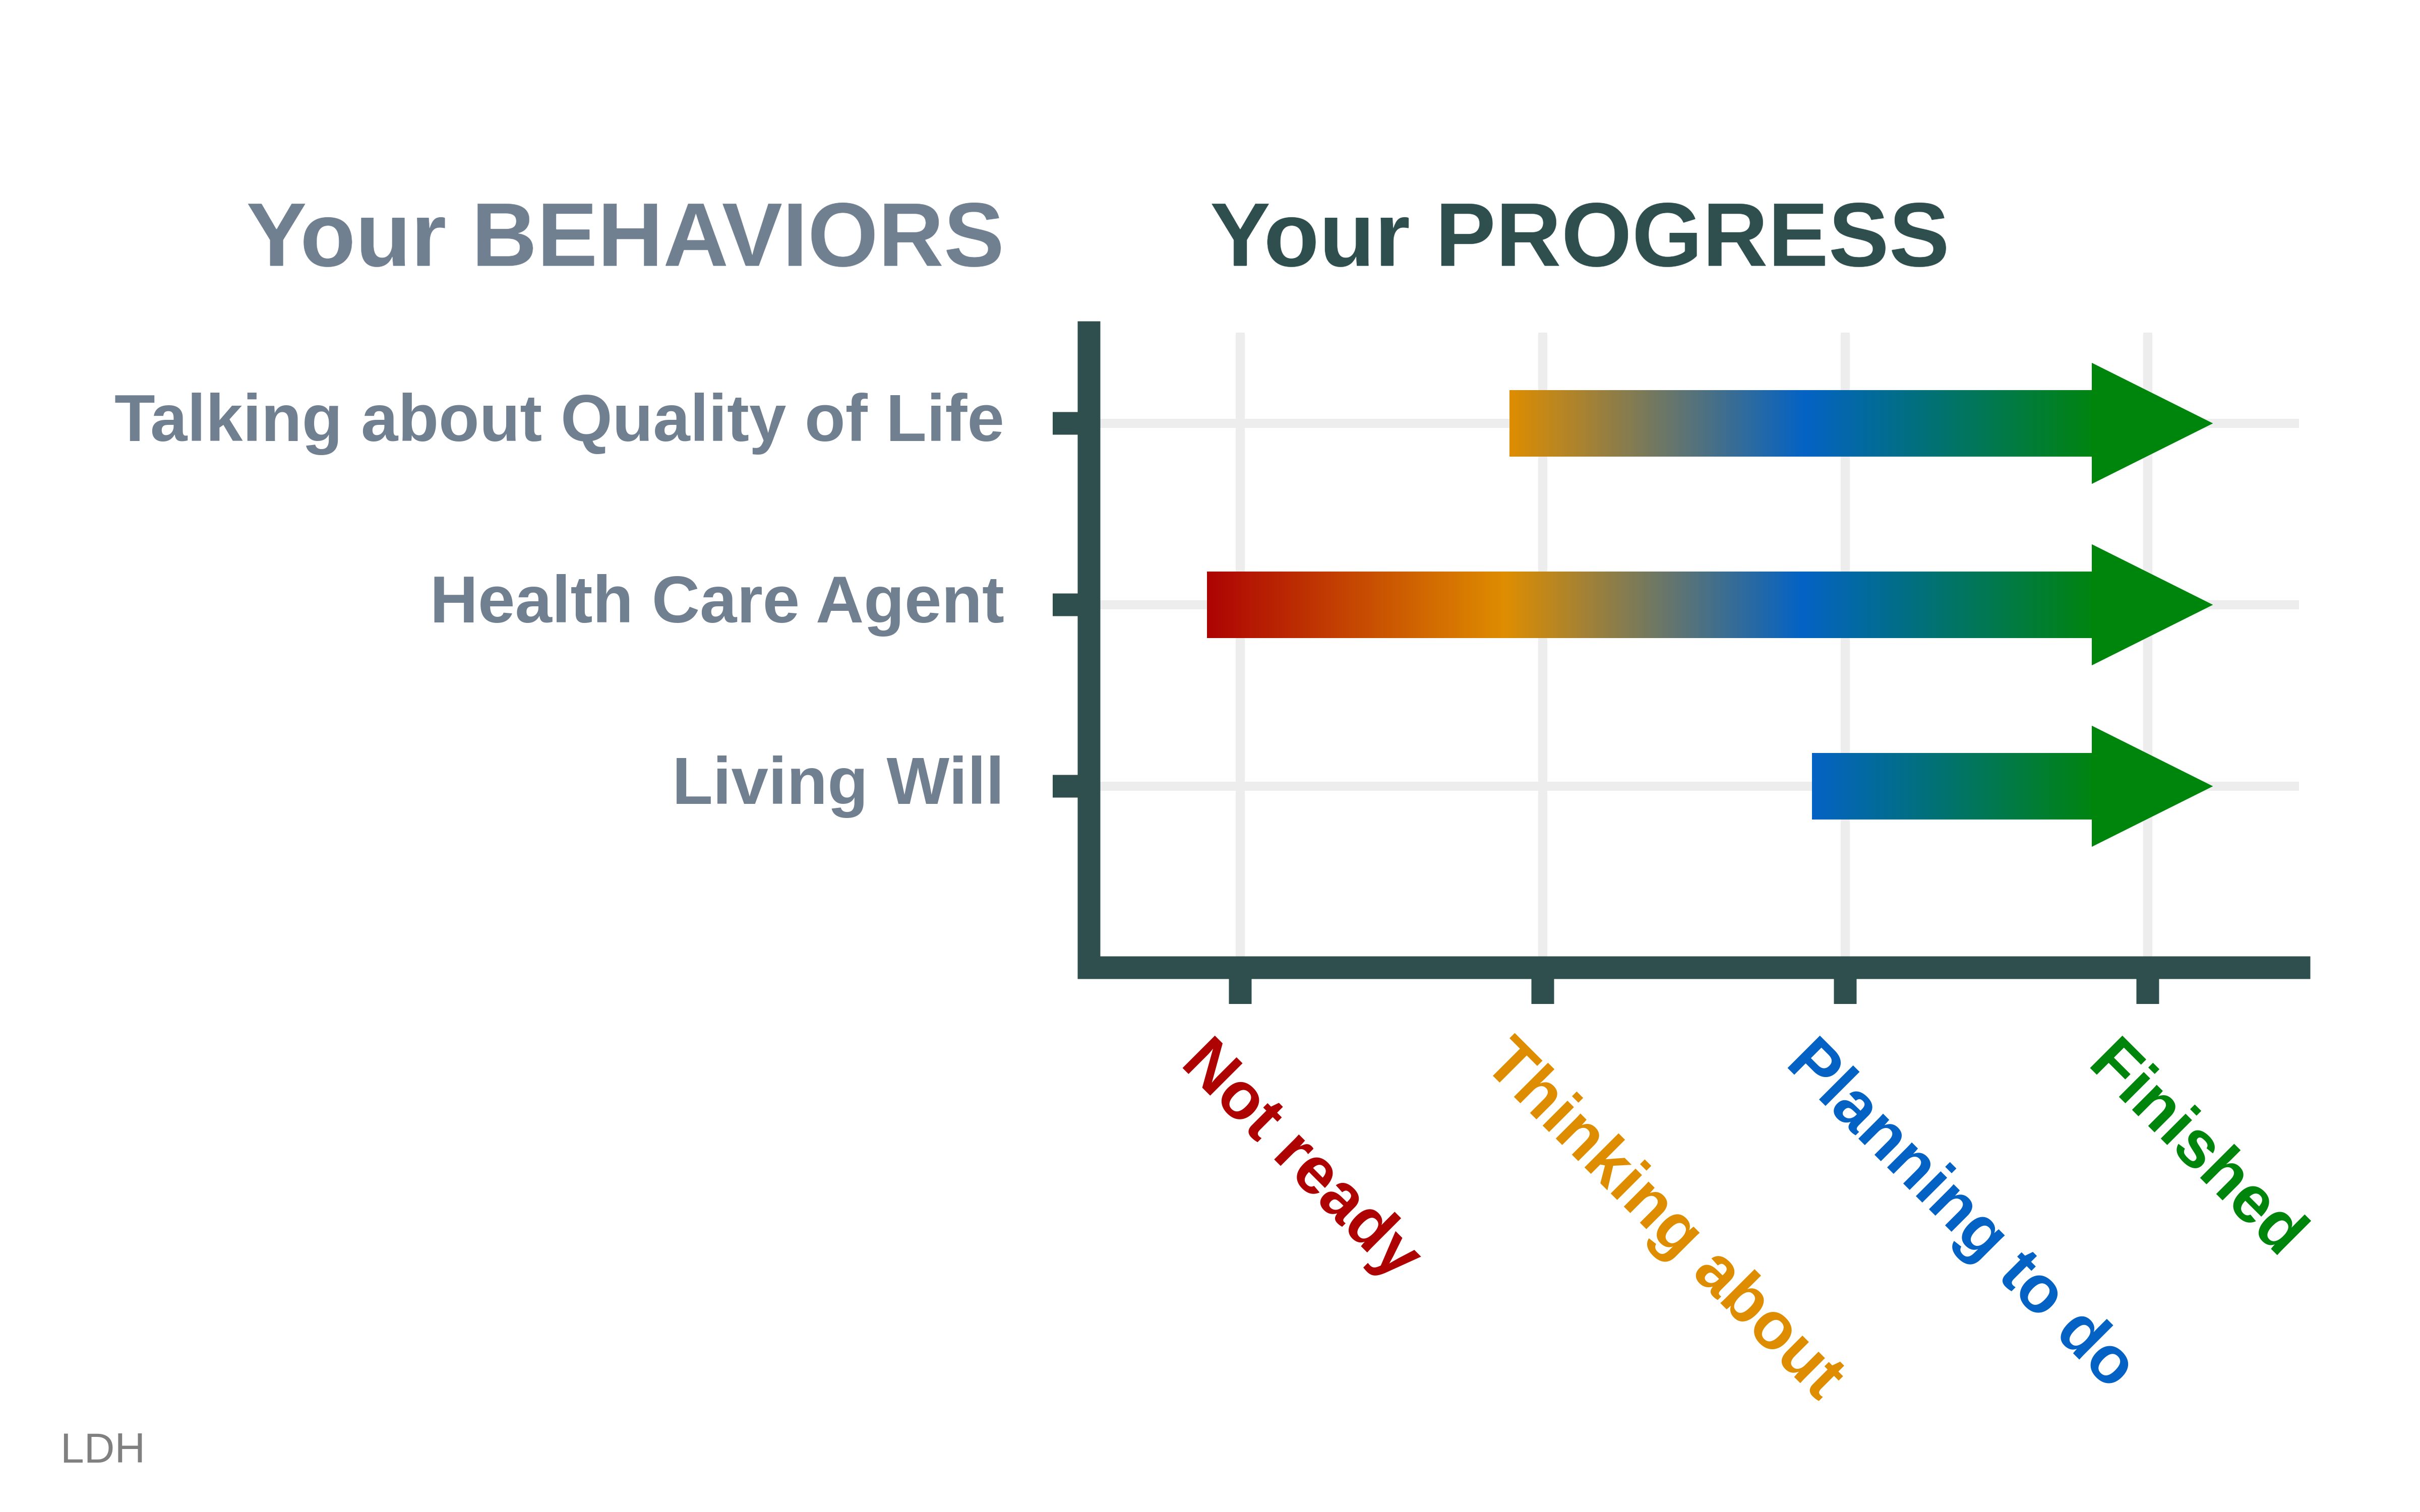 Your BEHAVIORS
Your PROGRESS
Talking about Quality of Life
Health Care Agent
Living Will
Not ready
Thinking about
Planning to do
Finished
LDH